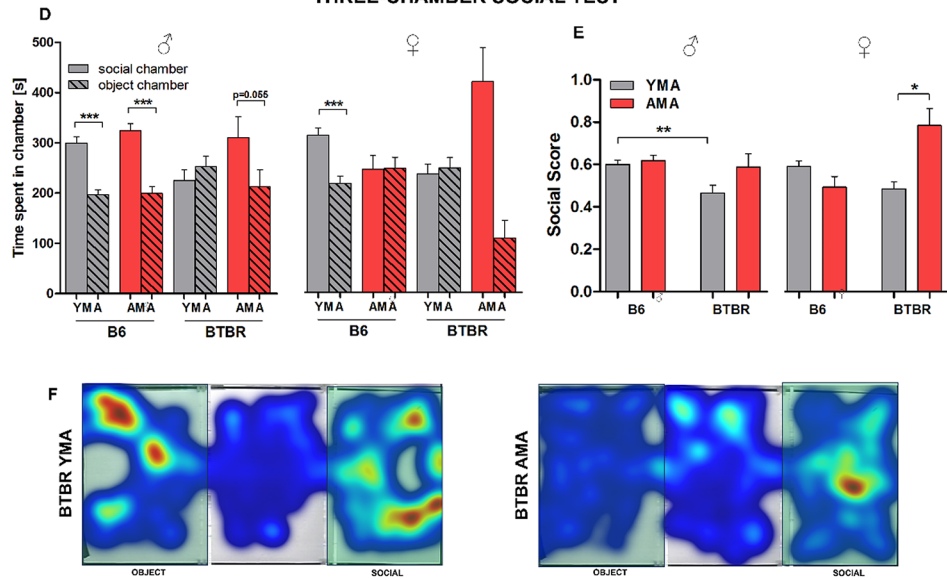 THREE-CHAMBER SOCIAL TEST
D
♂
♀
social chamber
object chamber
Time spent in chamber [s]
500
400
300
200
100
0
***
***
p=0.055
***
YMA AMA YMA AMA
B6 BTBR
YMA AMA YMA AMA
B6 BTBR
E
♂
♀
YMA
AMA
Social Score
1.0
0.8
0.6
0.4
0.2
0.0
**
*
B6 BTBR B6 BTBR
F
BTBR YMA
OBJECT SOCIAL
BTBR AMA
OBJECT SOCIAL